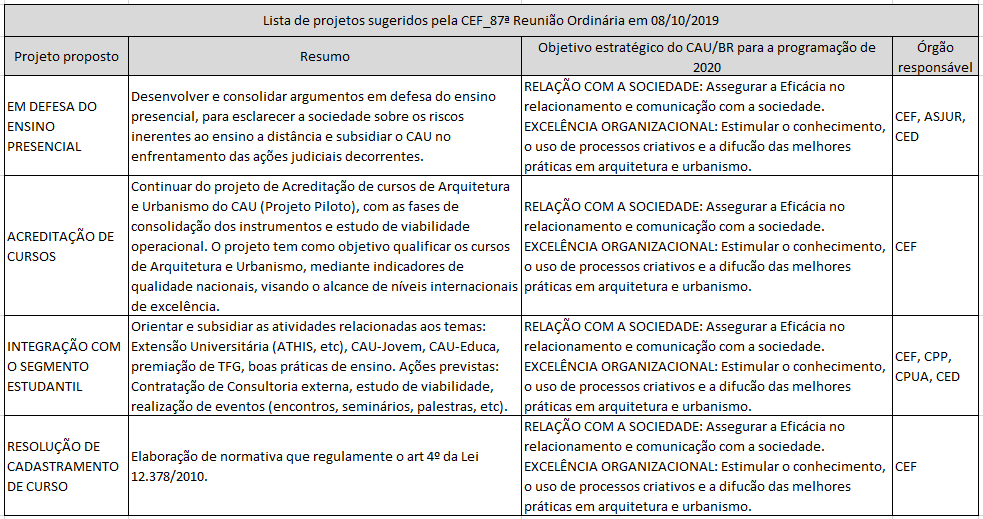 Lista de projetos sugeridos pela CEF_87ª Reunião Ordinária em 08/10/2019
Projeto proposto
Resumo
Objetivo estratégico do CAU/BR para a programação de
2020
Órgão
responsável
EM DEFESA DO
ENSINO
PRESENCIAL
Desenvolver e consolidar argumentos em defesa do ensino
presencial, para esclarecer a sociedade sobre os riscos
inerentes ao ensino a distância e subsidiar o CAU no
enfrentamento das ações judiciais decorrentes.
RELAÇÃO COM A SOCIEDADE: Assegurar a Eficácia no
relacionamento e comunicação com a sociedade.
EXCELÊNCIA ORGANIZACIONAL: Estimular o conhecimento,
o uso de processos criativos e a difucão das melhores
práticas em arquitetura e urbanismo.
CEF, ASJUR,
CED
ACREDITAÇÃO DE
CURSOS
Continuar do projeto de Acreditação de cursos de Arquitetura
e Urbanismo do CAU (Projeto Piloto), com as fases de
consolidação dos instrumentos e estudo de viabilidade
operacional. O projeto tem como objetivo qualificar os cursos
de Arquitetura e Urbanismo, mediante indicadores de
qualidade nacionais, visando o alcance de níveis internacionais
de excelência.
RELAÇÃO COM A SOCIEDADE: Assegurar a Eficácia no
relacionamento e comunicação com a sociedade.
EXCELÊNCIA ORGANIZACIONAL: Estimular o conhecimento,
o uso de processos criativos e a difucão das melhores
práticas em arquitetura e urbanismo.
CEF
INTEGRAÇÃO COM
O SEGMENTO
ESTUDANTIL
Orientar e subsidiar as atividades relacionadas aos temas:
Extensão Universitária (ATHIS, etc), CAU-Jovem, CAU-Educa,
premiação de TFG, boas práticas de ensino. Ações previstas:
Contratação de Consultoria externa, estudo de viabilidade,
realização de eventos (encontros, seminários, palestras, etc).
RELAÇÃO COM A SOCIEDADE: Assegurar a Eficácia no
relacionamento e comunicação com a sociedade.
EXCELÊNCIA ORGANIZACIONAL: Estimular o conhecimento,
o uso de processos criativos e a difucão das melhores
práticas em arquitetura e urbanismo.
CEF, CPP,
CPUA, CED
RESOLUÇÃO DE
CADASTRAMENTO
DE CURSO
Elaboração de normativa que regulamente o art 4º da Lei
12.378/2010.
RELAÇÃO COM A SOCIEDADE: Assegurar a Eficácia no
relacionamento e comunicação com a sociedade.
EXCELÊNCIA ORGANIZACIONAL: Estimular o conhecimento,
o uso de processos criativos e a difucão das melhores
práticas em arquitetura e urbanismo.
CEF